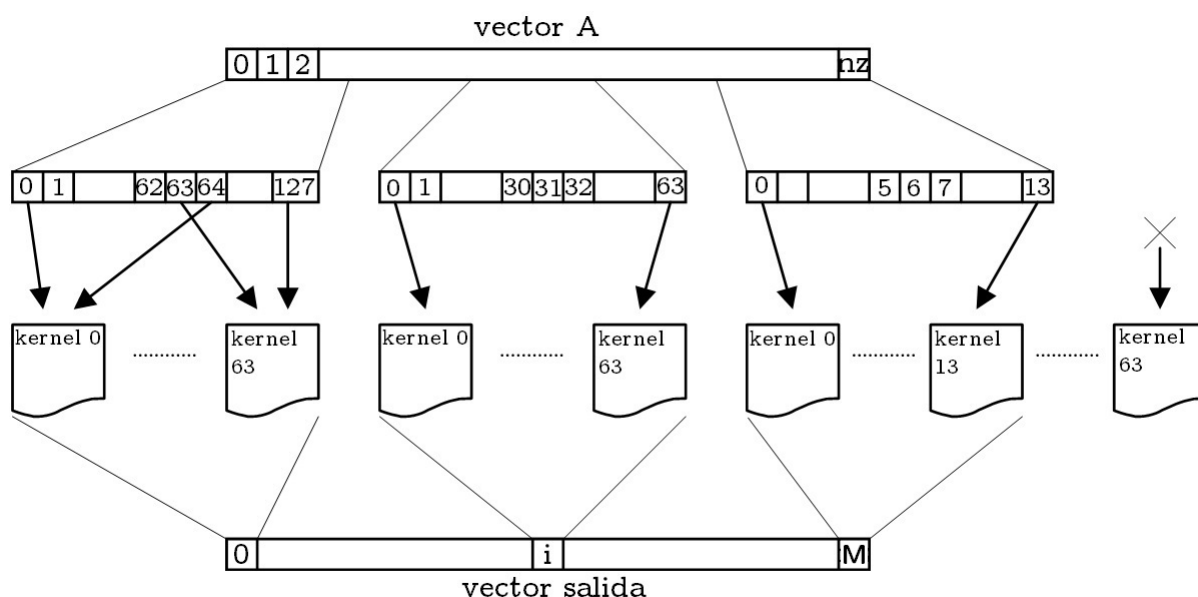 vector A
0 1 2 nz
0 1 62 63 64 127 0 1 30 31 32 63 0 5 6 7 13
kernel 0 kernel kernel 0 kernel kernel 0 kernel kernel
63 63 13 63
0 i M
vector salida